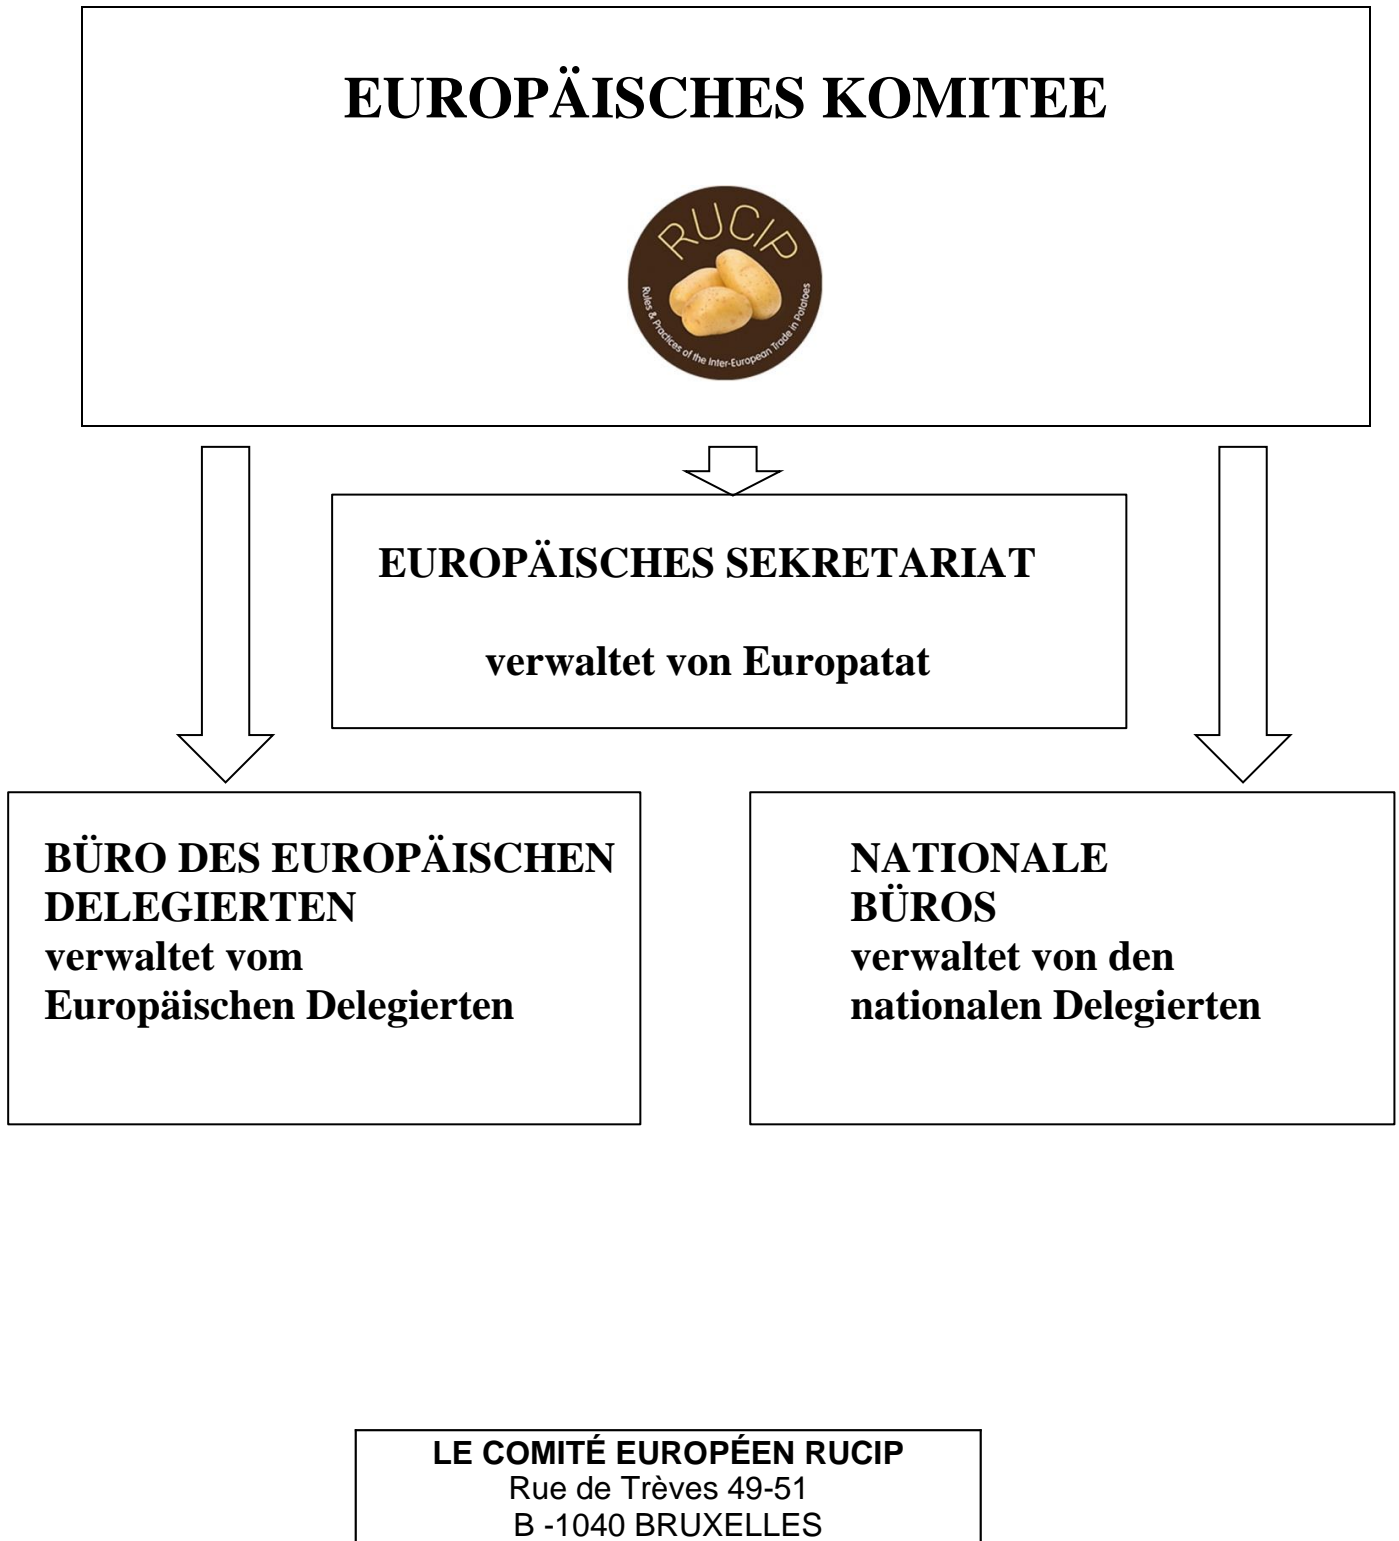 EUROPÄISCHES KOMITEE
RUCIP
Rules & Practices of the Inter-European Trade in Potatoes
EUROPÄISCHES SEKRETARIAT
verwaltet von Europatat
BÜRO DES EUROPÄISCHEN
DELEGIERTEN
verwaltet vom
Europäischen Delegierten
NATIONALE
BÜROS
verwaltet von den
nationalen Delegierten
LE COMITÉ EUROPÉEN RUCIP
Rue de Trèves 49-51
B -1040 BRUXELLES